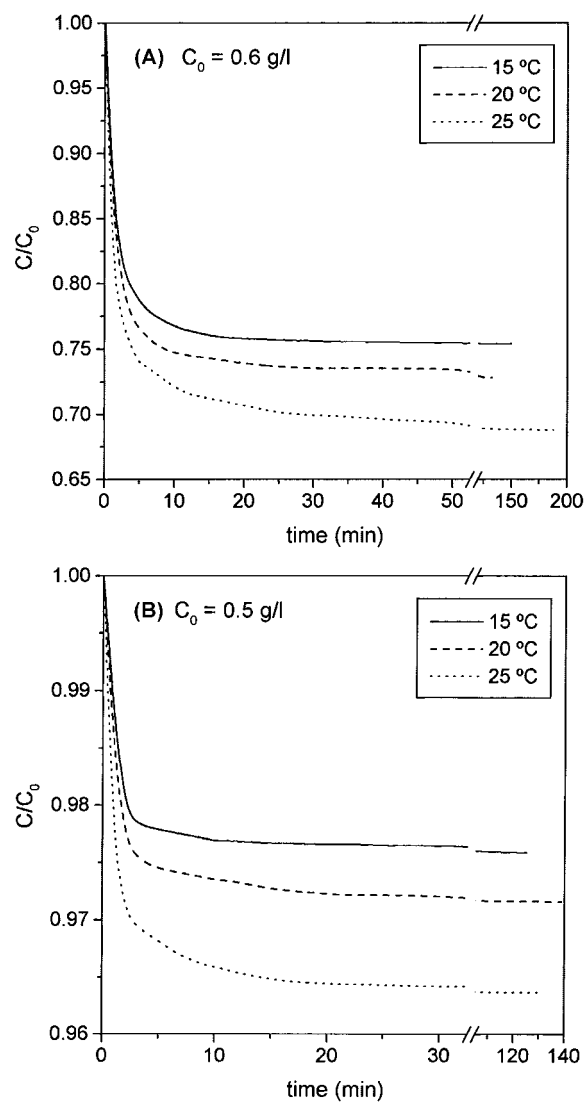 (A) C₀ = 0.6 g/l
15 ºC
20 ºC
25 ºC
1.00
0.95
0.90
0.85
0.80
0.75
0.70
0.65
C/C₀
0 10 20 30 40 50 150 200
time (min)
(B) C₀ = 0.5 g/l
15 ºC
20 ºC
25 ºC
1.00
0.99
0.98
0.97
0.96
C/C₀
0 10 20 30 120 140
time (min)